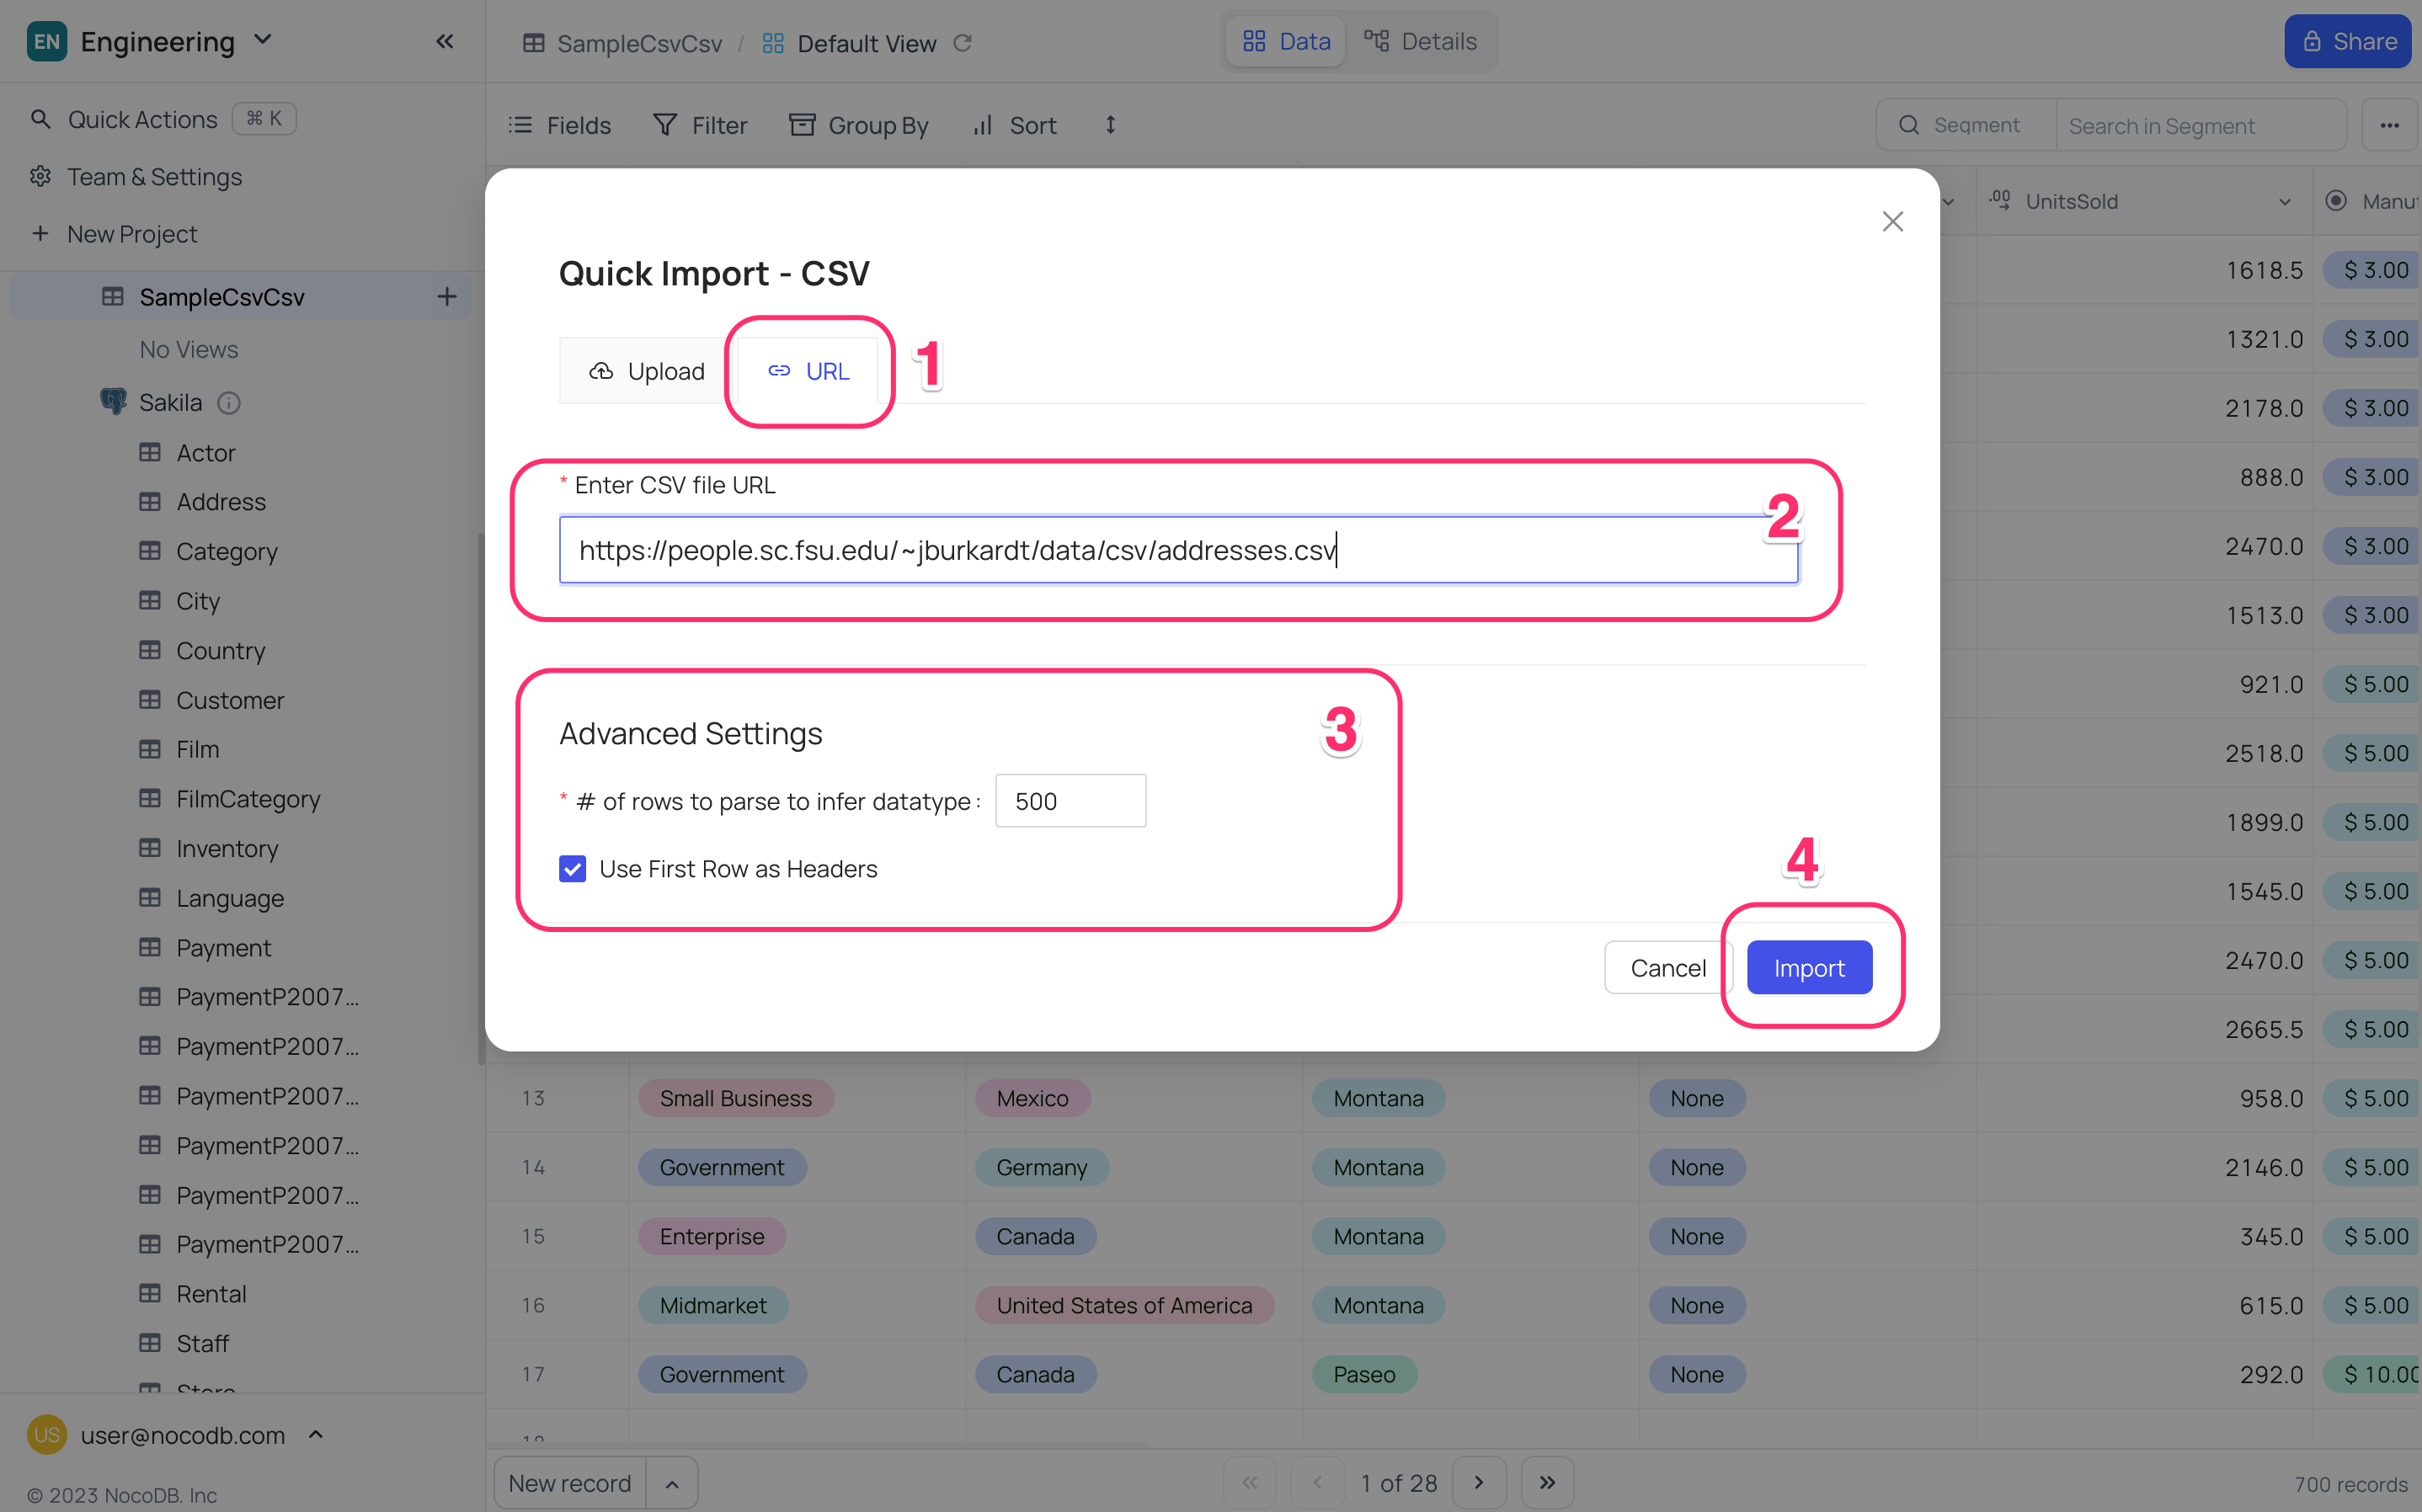 EN Engineering
Quick Actions ⌘ K
Team & Settings
New Project
SampleCsvCsv
No Views
Sakila
Actor
Address
Category
City
Country
Customer
Film
FilmCategory
Inventory
Language
Payment
PaymentP2007...
PaymentP2007...
PaymentP2007...
PaymentP2007...
PaymentP2007...
PaymentP2007...
Rental
Staff
Store
US user@nocodb.com
© 2023 NocoDB. Inc
SampleCsvCsv / Default View
Data Details
Share
Fields Filter Group By Sort
Segment Search in Segment
UnitsSold
1618.5 $ 3.00
1321.0 $ 3.00
2178.0 $ 3.00
888.0 $ 3.00
2470.0 $ 3.00
1513.0 $ 3.00
921.0 $ 5.00
2518.0 $ 5.00
1899.0 $ 5.00
1545.0 $ 5.00
2470.0 $ 5.00
2665.5 $ 5.00
Quick Import - CSV
Upload URL 1
* Enter CSV file URL
2
https://people.sc.fsu.edu/~jburkardt/data/csv/addresses.csv
Advanced Settings 3
* # of rows to parse to infer datatype : 500
Use First Row as Headers
4
Cancel Import
13 Small Business Mexico Montana None 958.0 $ 5.00
14 Government Germany Montana None 2146.0 $ 5.00
15 Enterprise Canada Montana None 345.0 $ 5.00
16 Midmarket United States of America Montana None 615.0 $ 5.00
17 Government Canada Paseo None 292.0 $ 10.00
18
New record
1 of 28
700 records